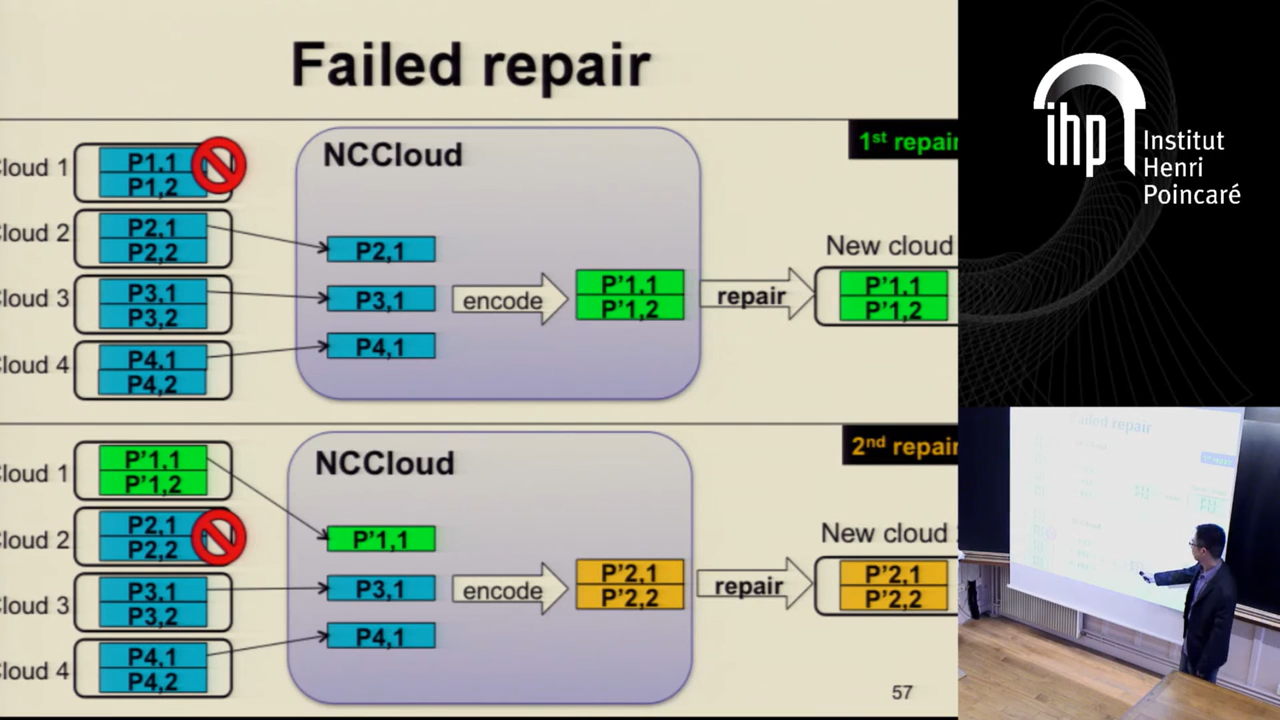 Failed repair
1st repair
NCCloud
Cloud 1
P1,1
P1,2
Cloud 2
P2,1
P2,2
Cloud 3
P3,1
P3,2
Cloud 4
P4,1
P4,2
P2,1
P3,1
P4,1
encode
P'1,1
P'1,2
repair
New cloud
P'1,1
P'1,2
2nd repair
NCCloud
Cloud 1
P'1,1
P'1,2
Cloud 2
P2,1
P2,2
Cloud 3
P3,1
P3,2
Cloud 4
P4,1
P4,2
P'1,1
P3,1
P4,1
encode
P'2,1
P'2,2
repair
New cloud
P'2,1
P'2,2
57
ihp
Institut
Henri
Poincaré
Failed repair